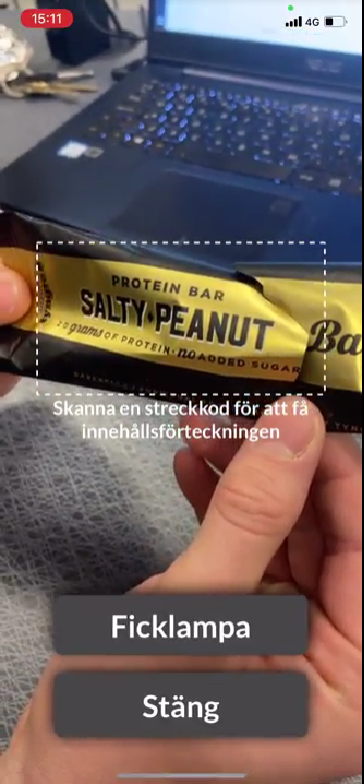 15:11
4G
PROTEIN BAR
SALTY•PEANUT
grams OF PROTEIN • no ADDED SUGAR
Ba
Skanna en streckkod för att få
innehållsförteckningen
Ficklampa
Stäng